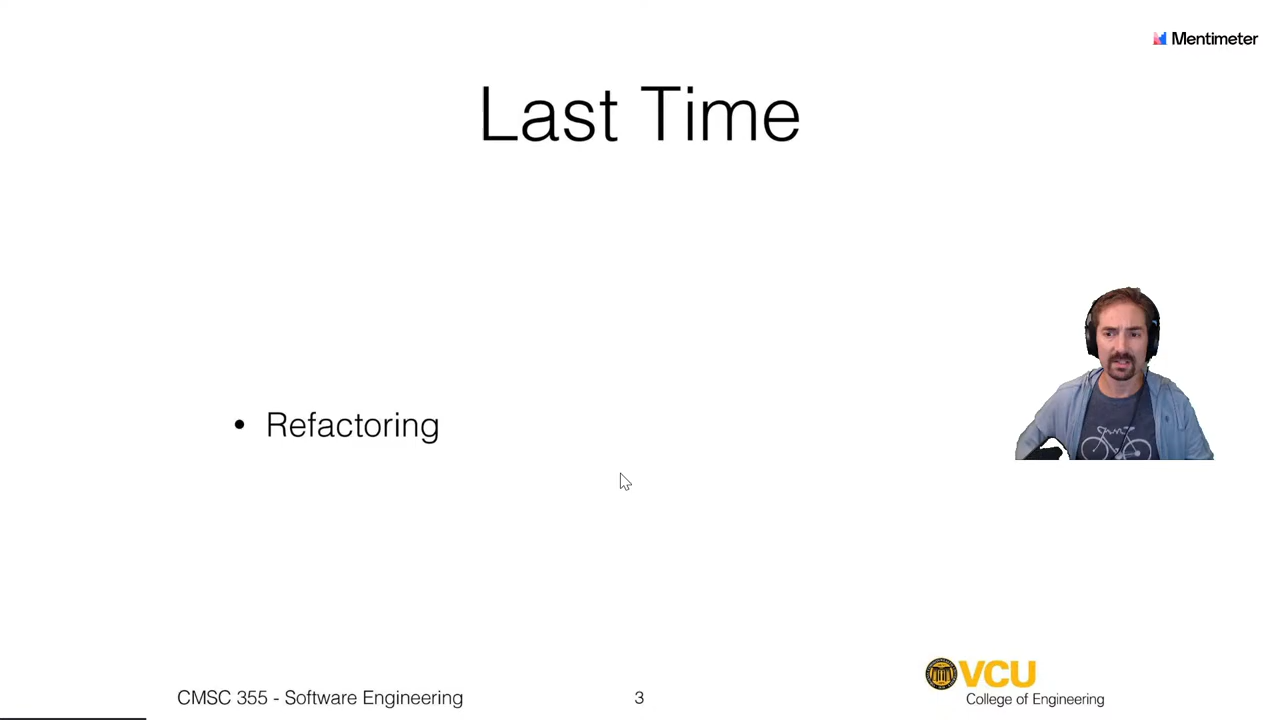 Mentimeter
Last Time
• Refactoring
CMSC 355 - Software Engineering
3
VCU
College of Engineering